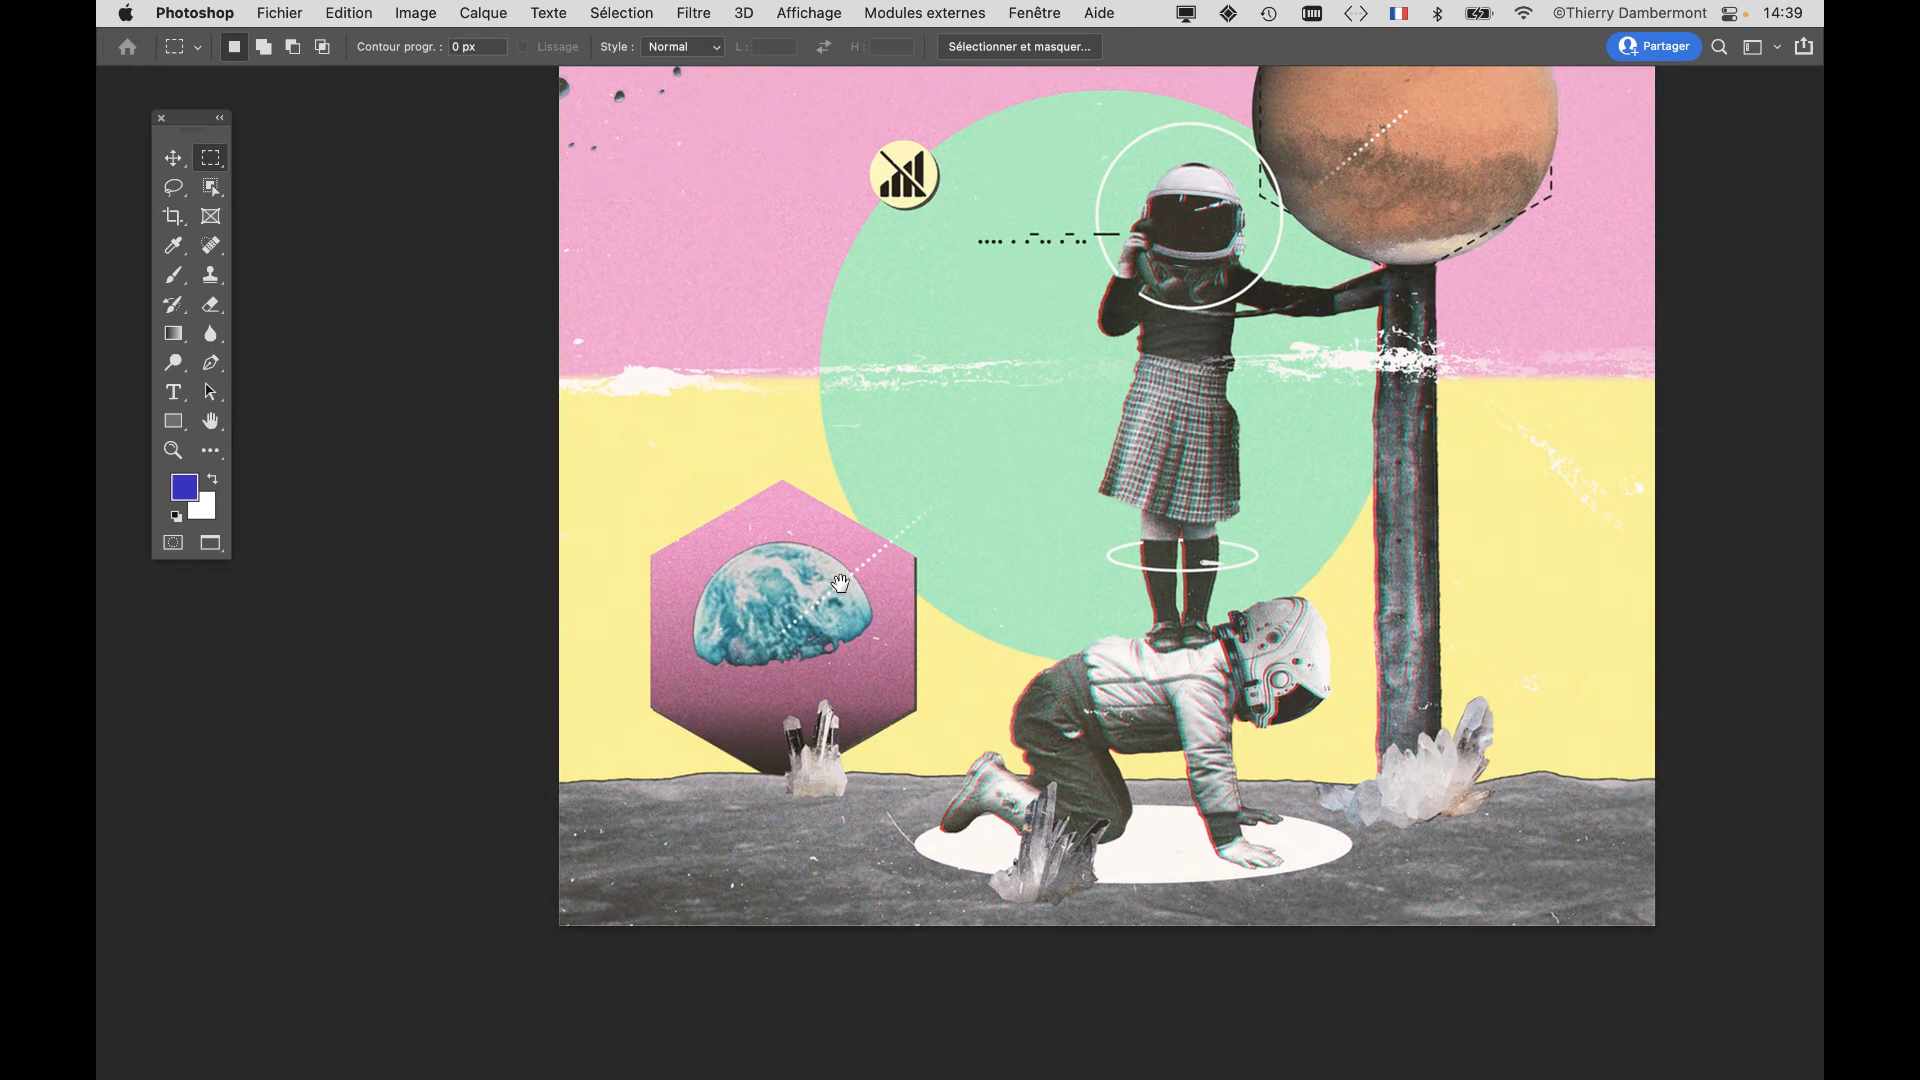 Photoshop Fichier Edition Image Calque Texte Sélection Filtre 3D Affichage Modules externes Fenêtre Aide ©Thierry Dambermont 14:39
Contour progr. : 0 px Lissage Style : Normal L : H : Sélectionner et masquer... Partager